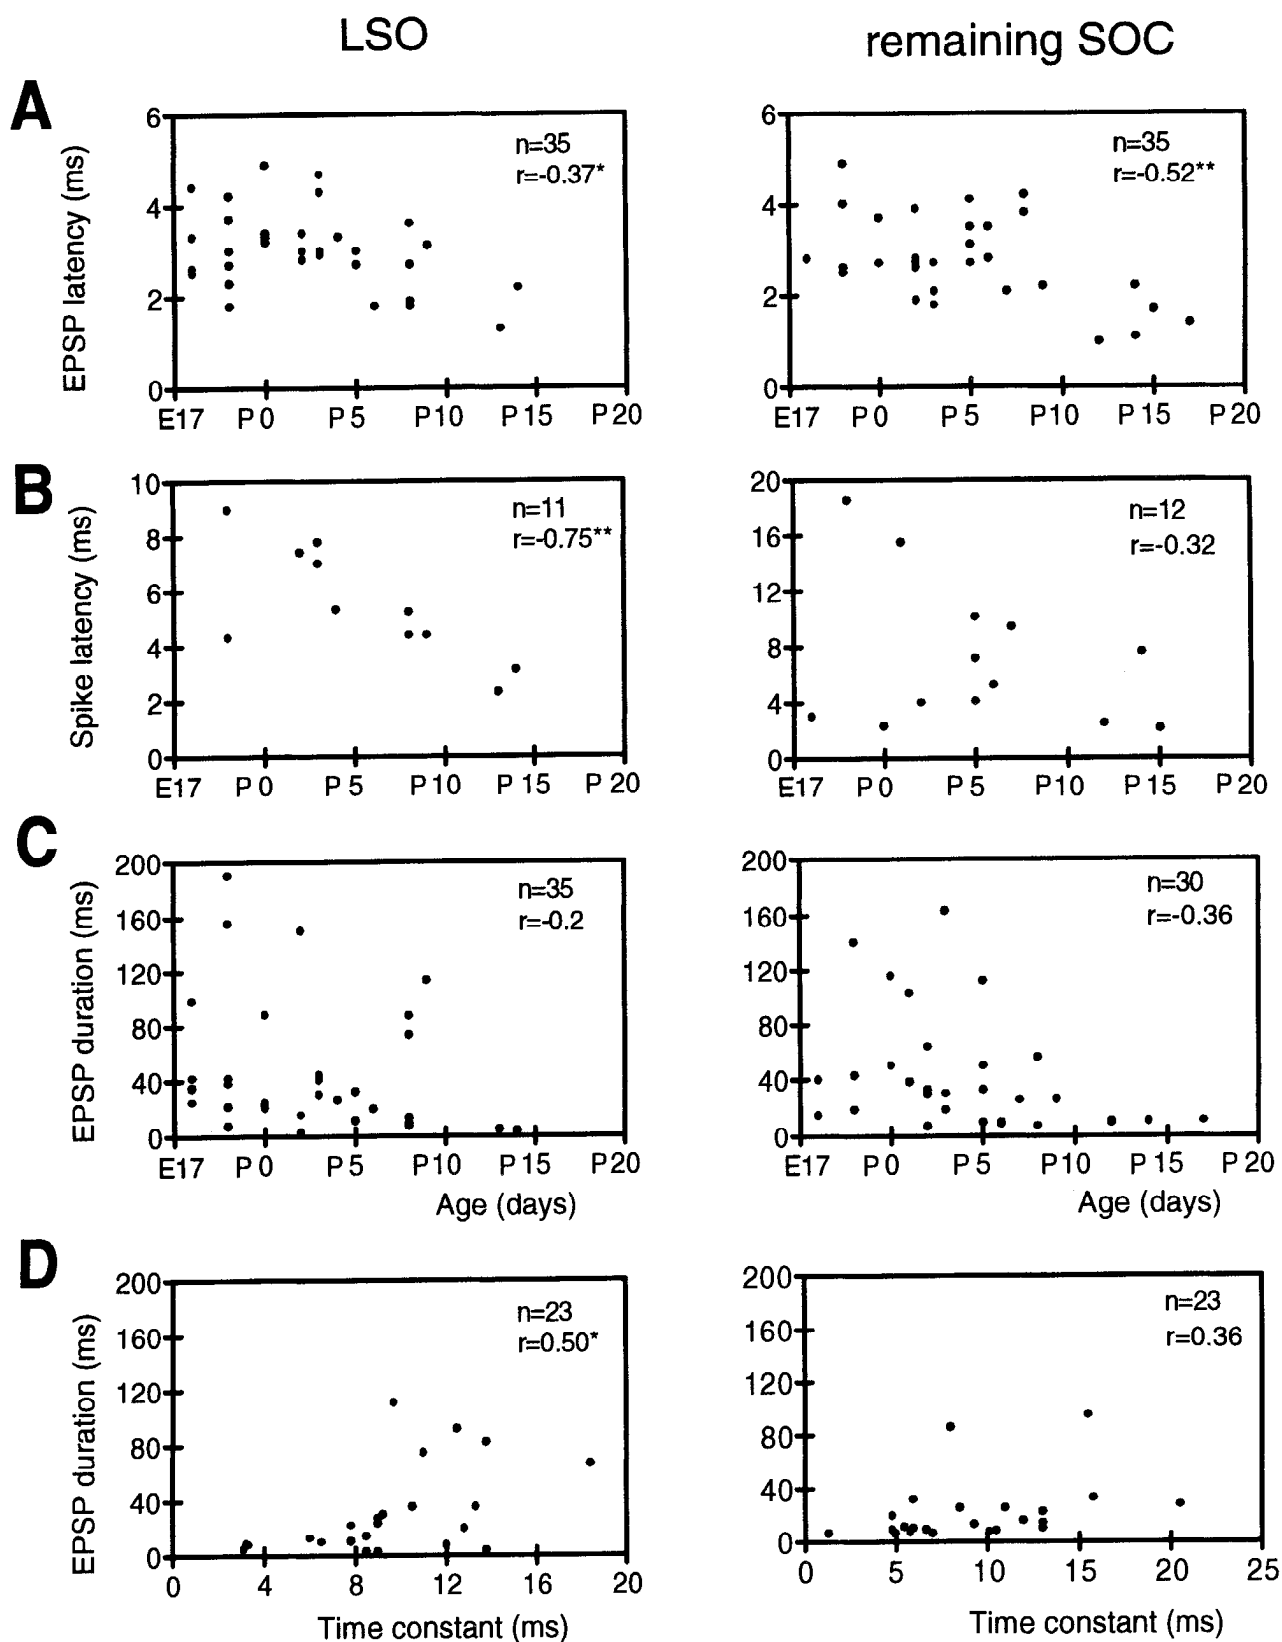 LSO
remaining SOC
A
EPSP latency (ms)
6
4
2
0
n=35
r=-0.37*
E17 P 0 P 5 P10 P 15 P 20
6
4
2
0
n=35
r=-0.52**
E17 P 0 P 5 P10 P 15 P 20
B
Spike latency (ms)
10
8
6
4
2
0
n=11
r=-0.75**
E17 P 0 P 5 P10 P 15 P 20
20
16
12
8
4
0
n=12
r=-0.32
E17 P 0 P 5 P10 P 15 P 20
C
EPSP duration (ms)
200
160
120
80
40
0
n=35
r=-0.2
E17 P 0 P 5 P10 P 15 P 20
Age (days)
200
160
120
80
40
0
n=30
r=-0.36
E17 P 0 P 5 P10 P 15 P 20
Age (days)
D
EPSP duration (ms)
200
160
120
80
40
0
n=23
r=0.50*
0 4 8 12 16 20
Time constant (ms)
200
160
120
80
40
0
n=23
r=0.36
0 5 10 15 20 25
Time constant (ms)